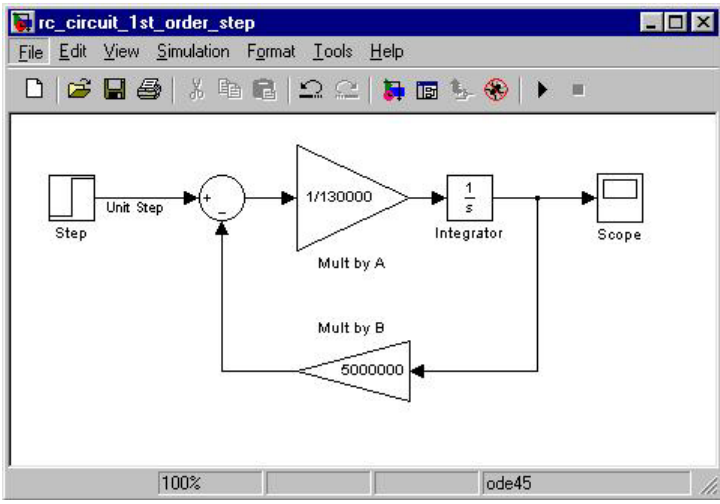 rc_circuit_1st_order_step
File Edit View Simulation Format Tools Help
+
−
1/130000
1
s
Unit Step
Step
Integrator
Scope
Mult by A
Mult by B
5000000
100%
ode45